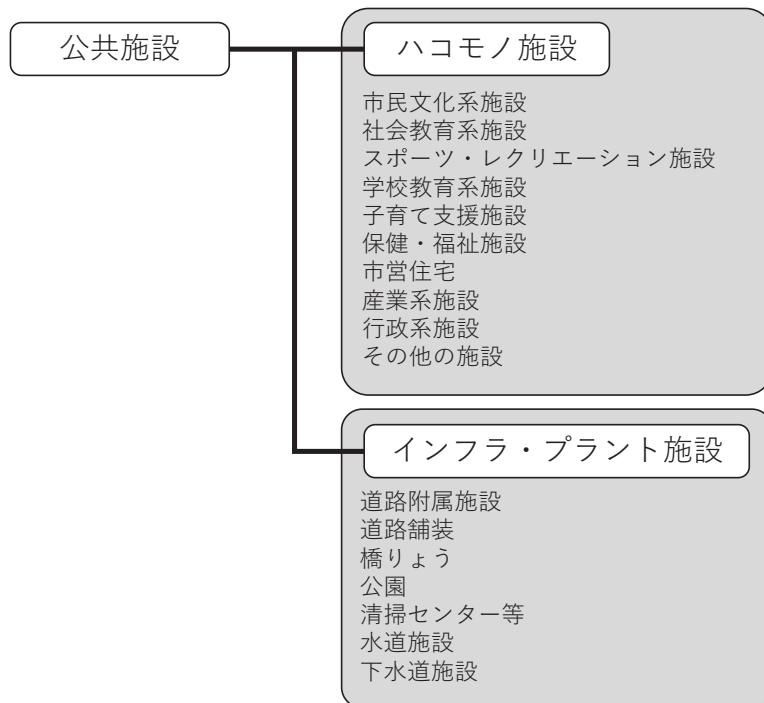 公共施設
ハコモノ施設
市民文化系施設
社会教育系施設
スポーツ・レクリエーション施設
学校教育系施設
子育て支援施設
保健・福祉施設
市営住宅
産業系施設
行政系施設
その他の施設
インフラ・プラント施設
道路附属施設
道路舗装
橋りょう
公園
清掃センター等
水道施設
下水道施設